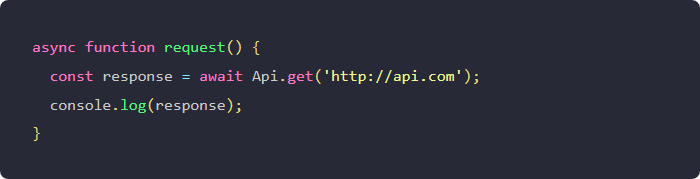 async function request() {
  const response = await Api.get('http://api.com');
  console.log(response);
}